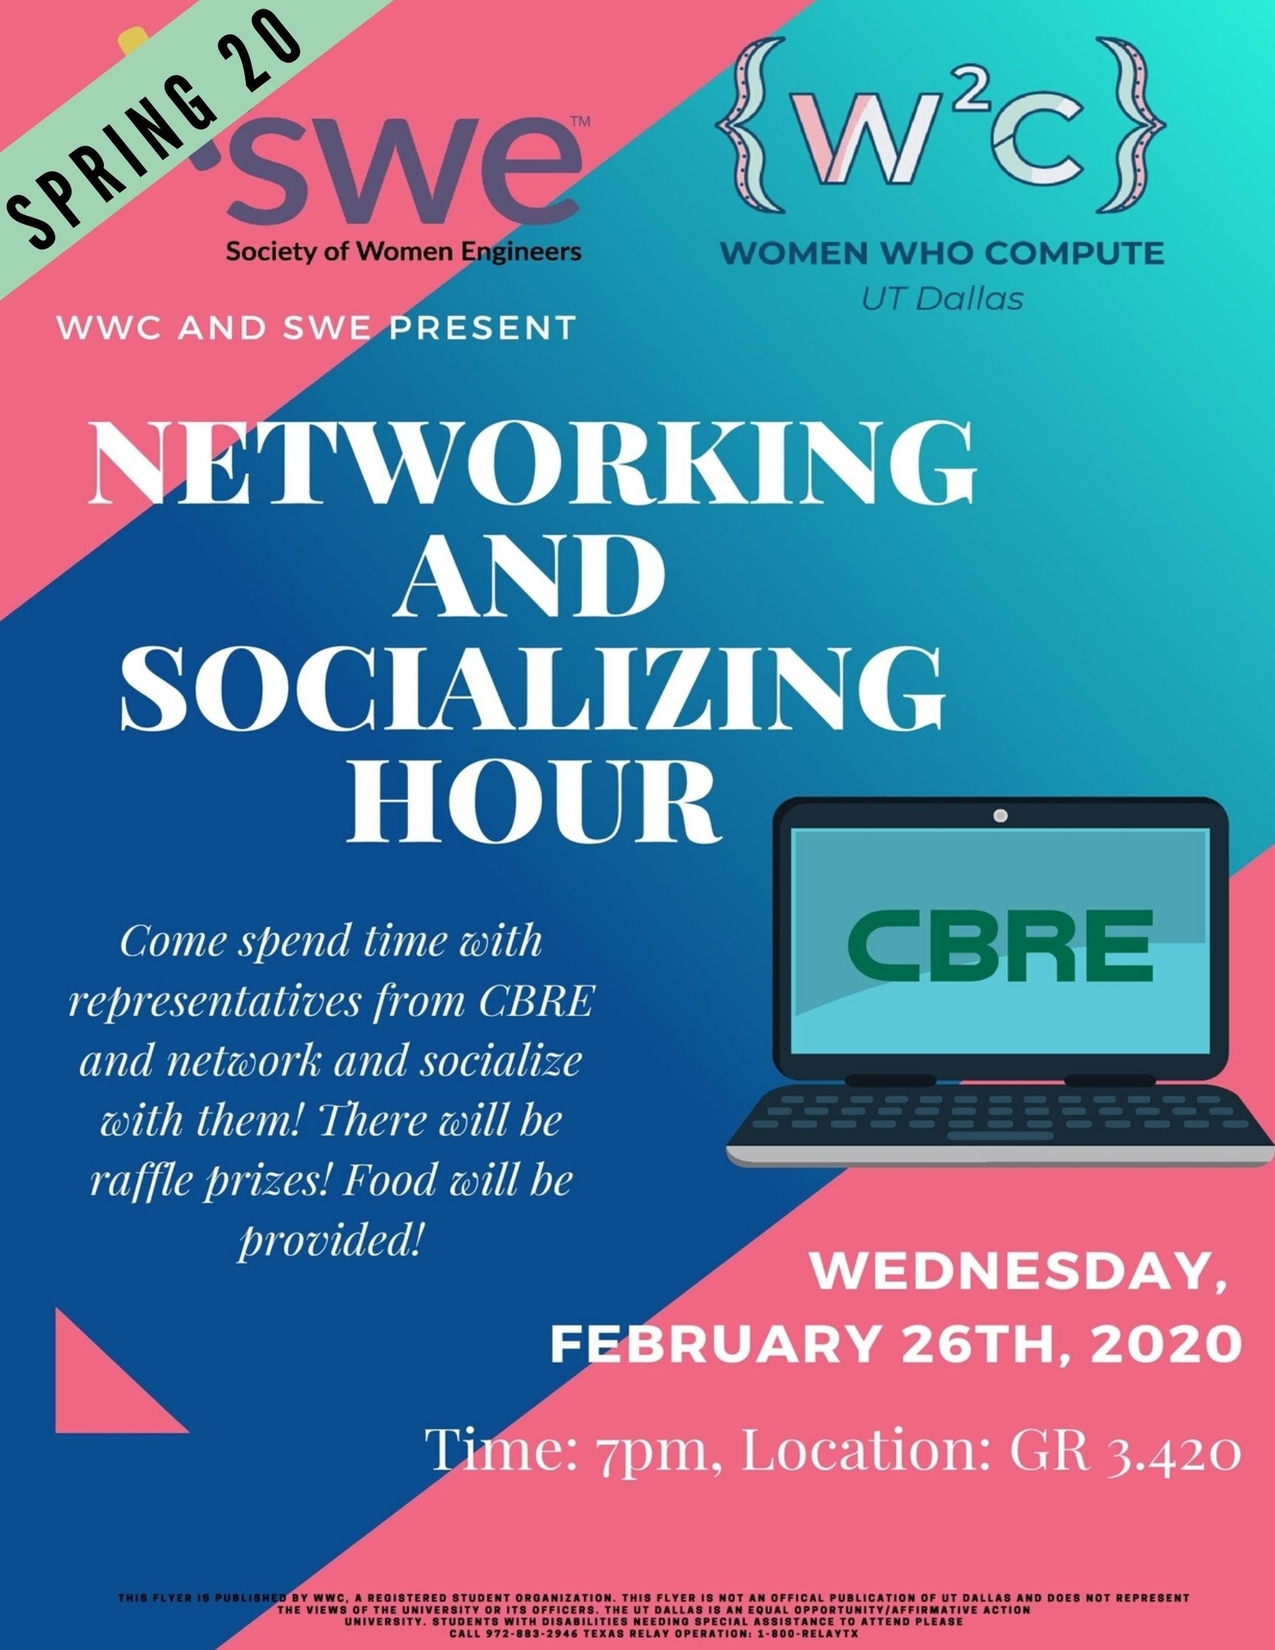 SPRING 20
swe™
Society of Women Engineers
{W²C}
WOMEN WHO COMPUTE
UT Dallas
WWC AND SWE PRESENT
NETWORKING
AND
SOCIALIZING
HOUR
CBRE
Come spend time with
representatives from CBRE
and network and socialize
with them! There will be
raffle prizes! Food will be
provided!
WEDNESDAY,
FEBRUARY 26TH, 2020
Time: 7pm, Location: GR 3.420
THIS FLYER IS PUBLISHED BY WWC, A REGISTERED STUDENT ORGANIZATION. THIS FLYER IS NOT AN OFFICAL PUBLICATION OF UT DALLAS AND DOES NOT REPRESENT
THE VIEWS OF THE UNIVERSITY OR ITS OFFICERS. THE UT DALLAS IS AN EQUAL OPPORTUNITY/AFFIRMATIVE ACTION
UNIVERSITY. STUDENTS WITH DISABILITIES NEEDING SPECIAL ASSISTANCE TO ATTEND PLEASE
CALL 972-883-2946 TEXAS RELAY OPERATION: 1-800-RELAYTX